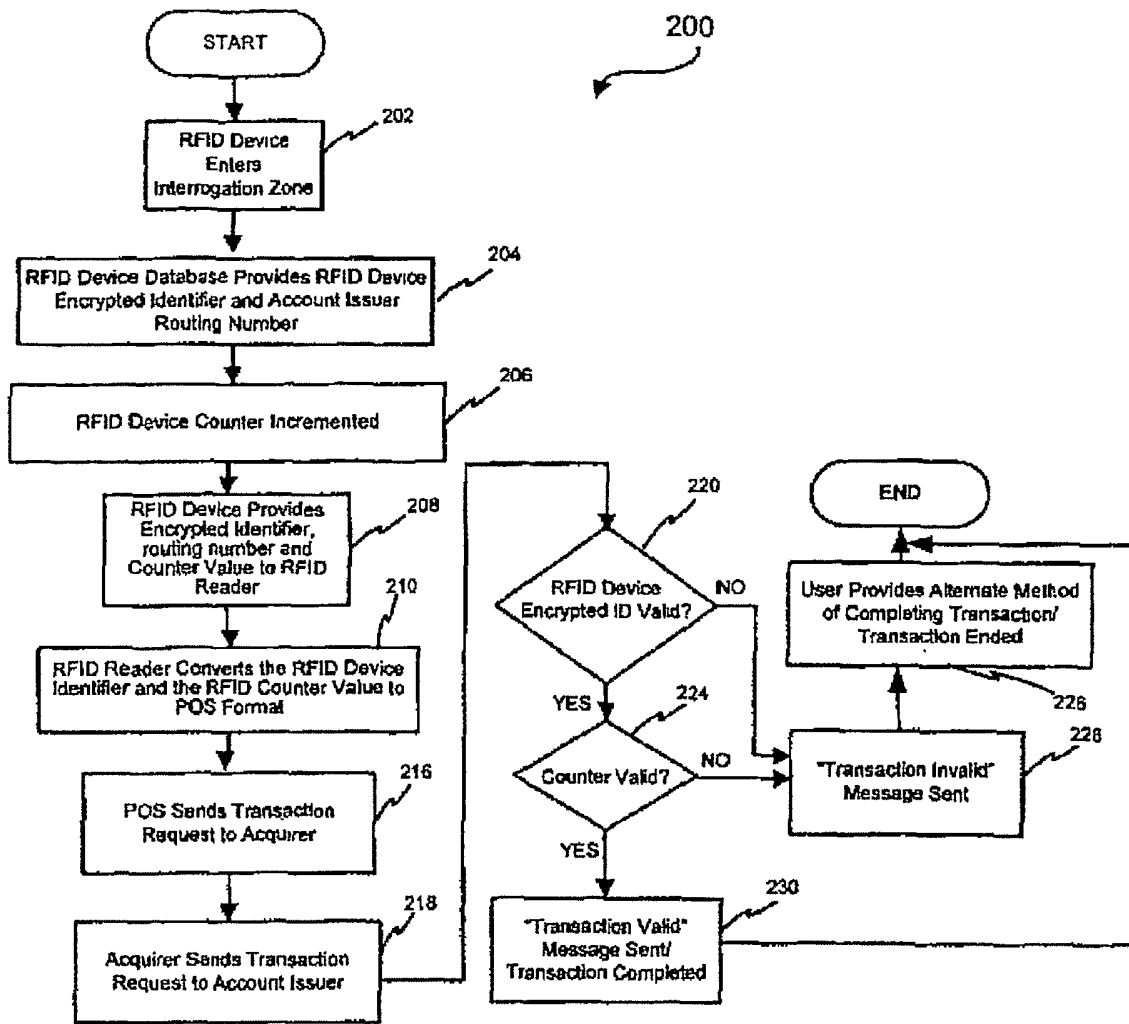 START
200
202
RFID Device
Enters
Interrogation Zone
204
RFID Device Database Provides RFID Device
Encrypted Identifier and Account Issuer
Routing Number
206
RFID Device Counter Incremented
208
RFID Device Provides
Encrypted Identifier,
routing number and
Counter Value to RFID
Reader
210
RFID Reader Converts the RFID Device
Identifier and the RFID Counter Value to
POS Format
216
POS Sends Transaction
Request to Acquirer
218
Acquirer Sends Transaction
Request to Account Issuer
220
RFID Device
Encrypted ID Valid?
NO
YES
224
Counter Valid?
NO
YES
230
"Transaction Valid"
Message Sent/
Transaction Completed
END
User Provides Alternate Method
of Completing Transaction/
Transaction Ended
226
228
"Transaction Invalid"
Message Sent